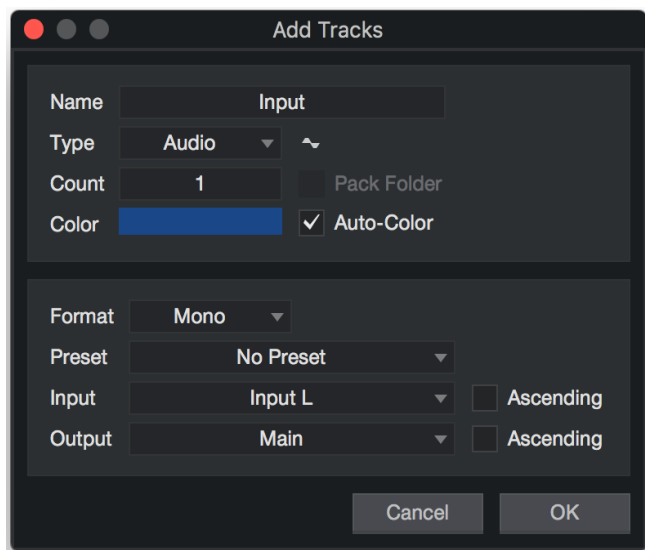 Add Tracks
Name Input
Type Audio
Count 1 Pack Folder
Color Auto-Color
Format Mono
Preset No Preset
Input Input L Ascending
Output Main Ascending
Cancel OK